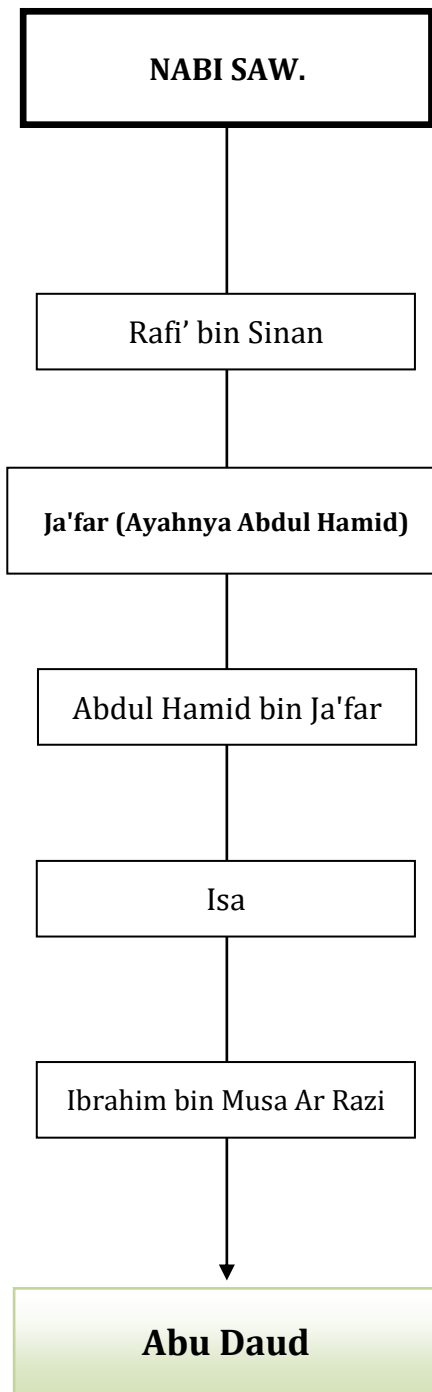 NABI SAW.
Rafi’ bin Sinan
Ja'far (Ayahnya Abdul Hamid)
Abdul Hamid bin Ja'far
Isa
Ibrahim bin Musa Ar Razi
Abu Daud